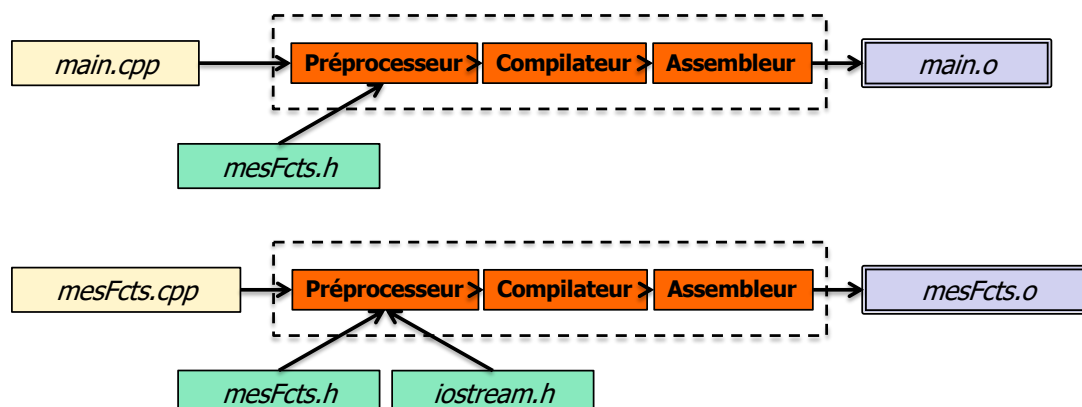 main.cpp Préprocesseur> Compilateur> Assembleur main.o
mesFcts.h
mesFcts.cpp Préprocesseur> Compilateur> Assembleur mesFcts.o
mesFcts.h iostream.h